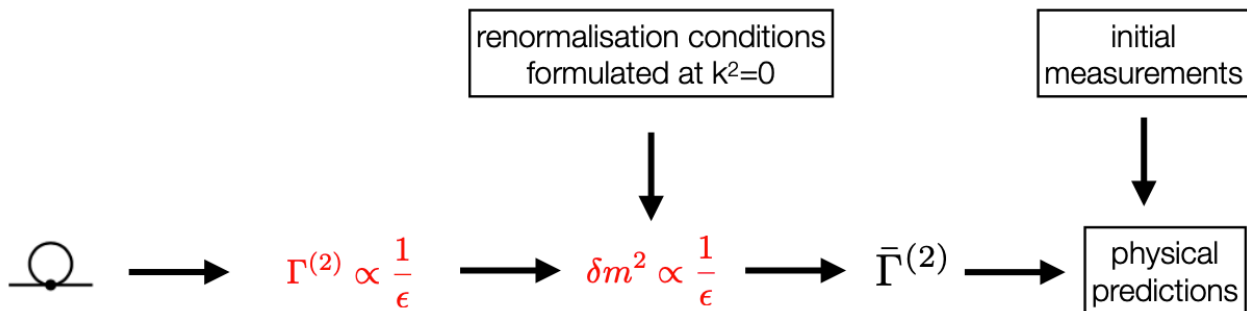 renormalisation conditions
formulated at k²=0
initial
measurements
Γ⁽²⁾ ∝ 1/ϵ
δm² ∝ 1/ϵ
Γ̄⁽²⁾
physical
predictions